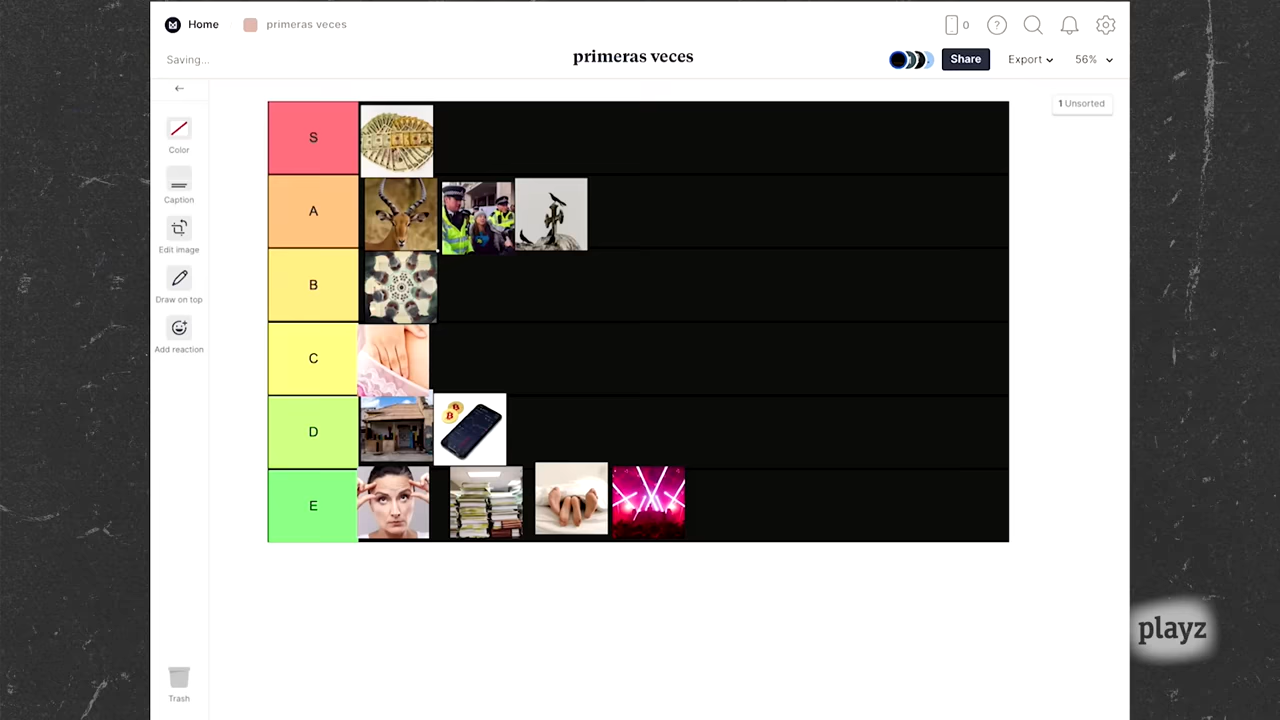 Home
primeras veces
0
Saving...
primeras veces
Share
Export
56%
1 Unsorted
Color
Caption
Edit image
Draw on top
Add reaction
Trash
S
A
B
C
D
E
playz